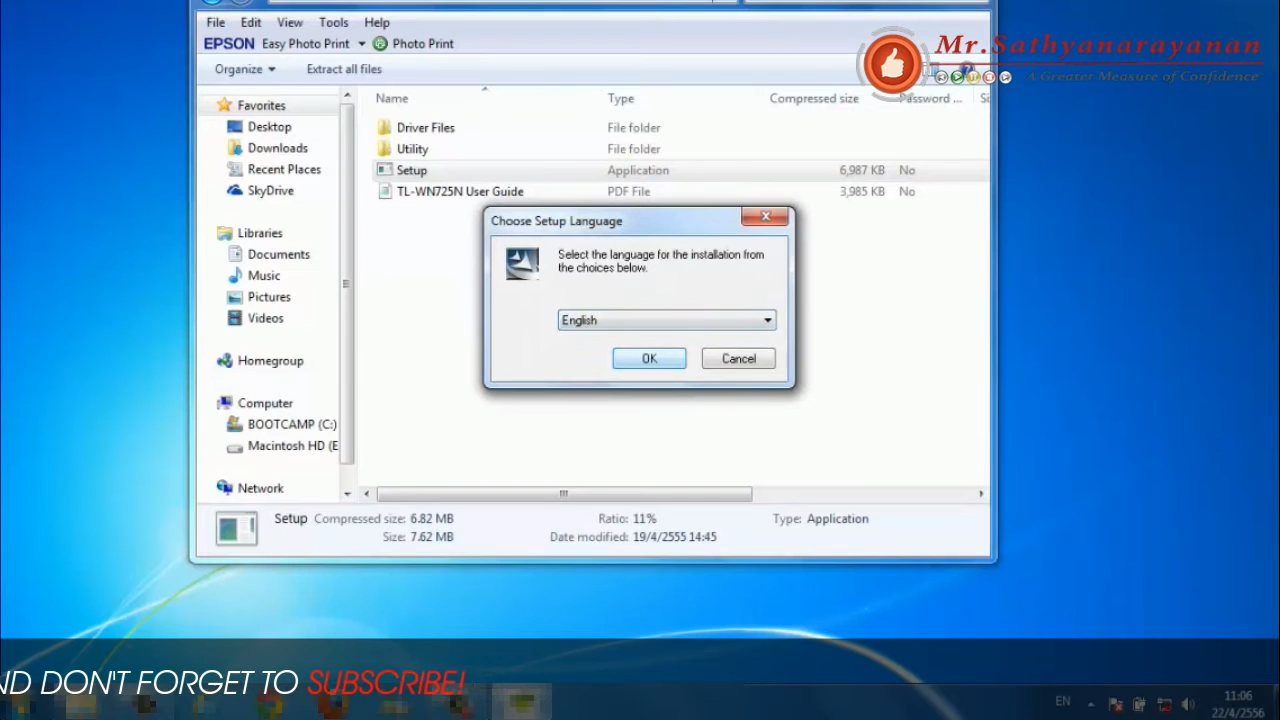 File Edit View Tools Help
EPSON Easy Photo Print Photo Print
Mr.Sathyanarayanan
A Greater Measure of Confidence
Organize Extract all files
Name Type Compressed size Password ... Si
Favorites
Desktop
Downloads
Recent Places
SkyDrive
Libraries
Documents
Music
Pictures
Videos
Homegroup
Computer
BOOTCAMP (C:)
Macintosh HD (E
Network
Driver Files File folder
Utility File folder
Setup Application 6,987 KB No
TL-WN725N User Guide PDF File 3,985 KB No
Choose Setup Language
Select the language for the installation from
the choices below.
English
OK Cancel
Setup Compressed size: 6.82 MB Ratio: 11% Type: Application
Size: 7.62 MB Date modified: 19/4/2555 14:45
ND DON'T FORGET TO SUBSCRIBE!
EN
11:06
22/4/2556